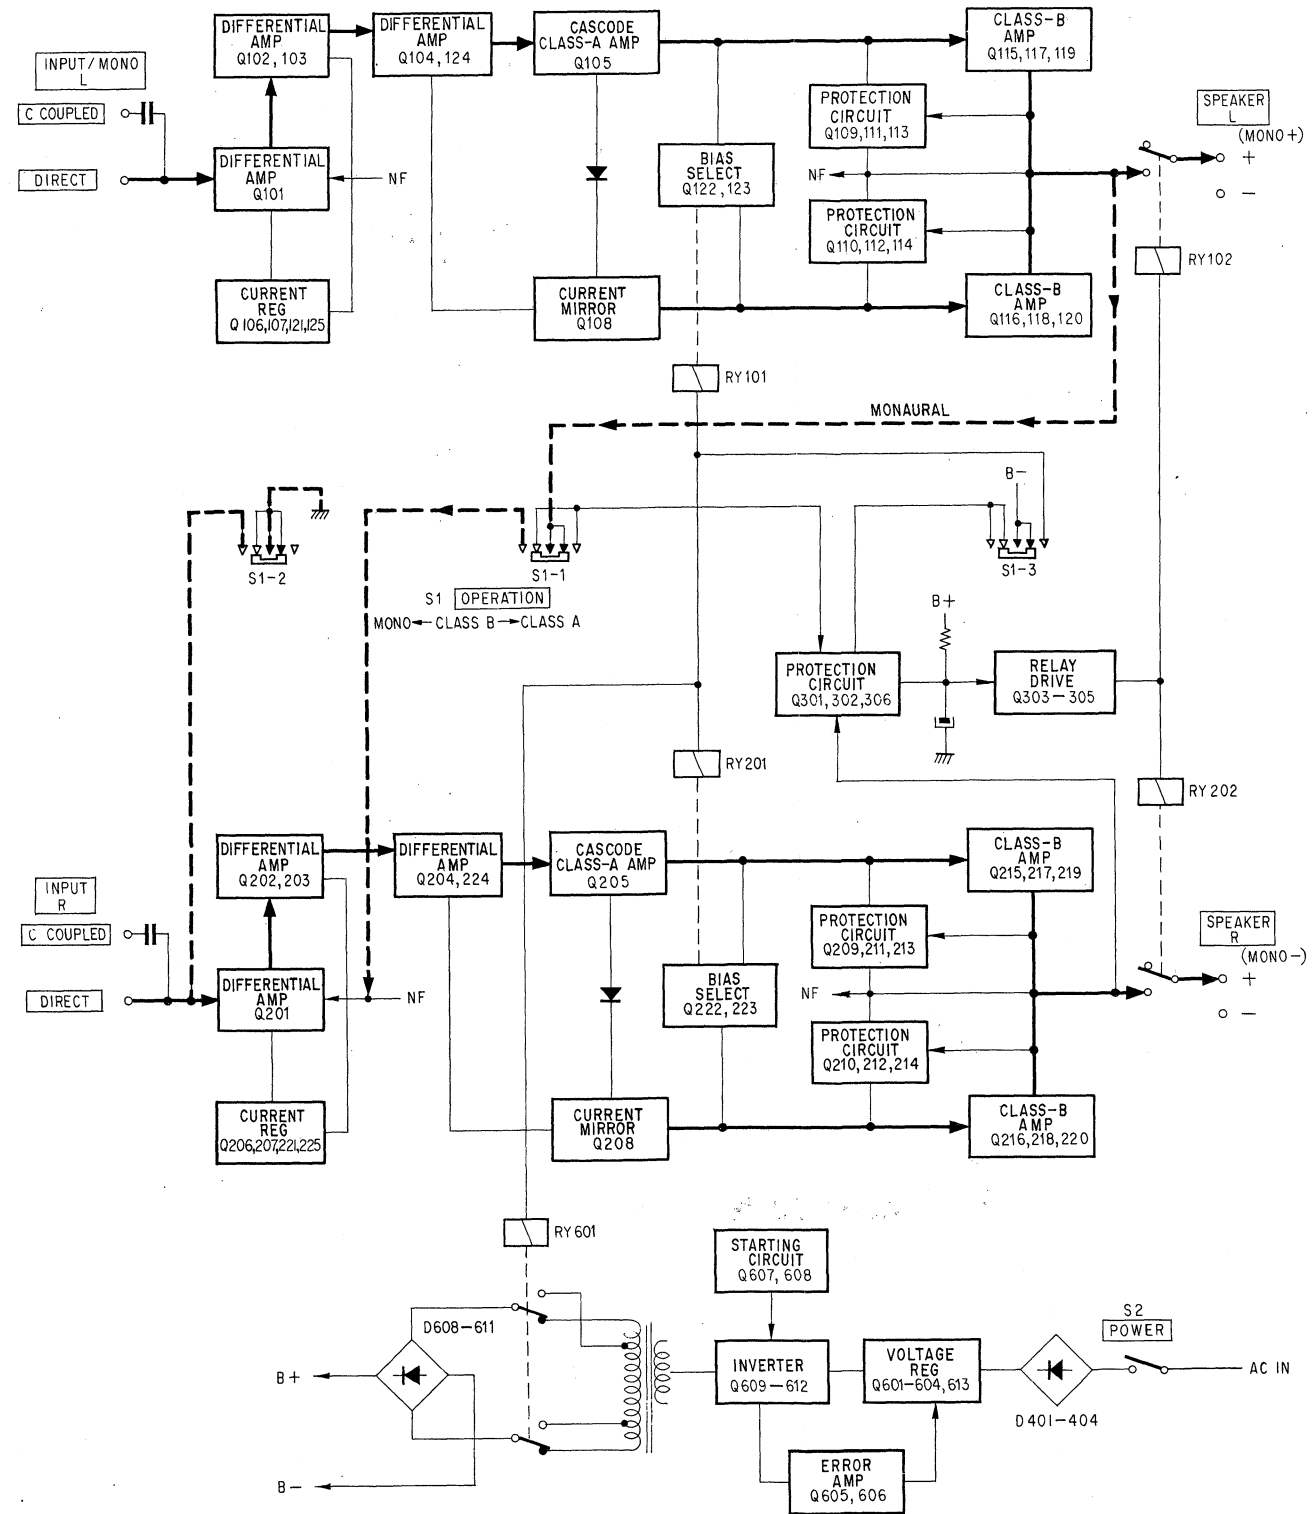 DIFFERENTIAL
AMP
Q102, 103
DIFFERENTIAL
AMP
Q104, 124
CASCODE
CLASS-A AMP
Q105
CLASS-B
AMP
Q115,117,119
INPUT/MONO
L
C COUPLED
DIRECT
DIFFERENTIAL
AMP
Q101
NF
CURRENT
REG
Q106,107,121,125
BIAS
SELECT
Q122, 123
PROTECTION
CIRCUIT
Q109,111,113
NF
PROTECTION
CIRCUIT
Q110, 112, 114
SPEAKER
L
(MONO+)
+
−
RY102
CURRENT
MIRROR
Q108
CLASS-B
AMP
Q116, 118, 120
RY101
MONAURAL
B−
S1-2
S1-1
S1-3
S1 OPERATION
MONO←CLASS B→CLASS A
B+
PROTECTION
CIRCUIT
Q301, 302, 306
RELAY
DRIVE
Q303−305
RY201
RY202
DIFFERENTIAL
AMP
Q202, 203
DIFFERENTIAL
AMP
Q204, 224
CASCODE
CLASS-A AMP
Q205
CLASS-B
AMP
Q215, 217, 219
INPUT
R
C COUPLED
DIRECT
DIFFERENTIAL
AMP
Q201
NF
BIAS
SELECT
Q222, 223
PROTECTION
CIRCUIT
Q209, 211, 213
NF
PROTECTION
CIRCUIT
Q210, 212, 214
SPEAKER
R
(MONO−)
+
−
CURRENT
REG
Q206,207,221,225
CURRENT
MIRROR
Q208
CLASS-B
AMP
Q216, 218, 220
RY601
STARTING
CIRCUIT
Q607, 608
D608−611
S2
POWER
B+
INVERTER
Q609−612
VOLTAGE
REG
Q601−604, 613
AC IN
D401−404
B−
ERROR
AMP
Q605, 606